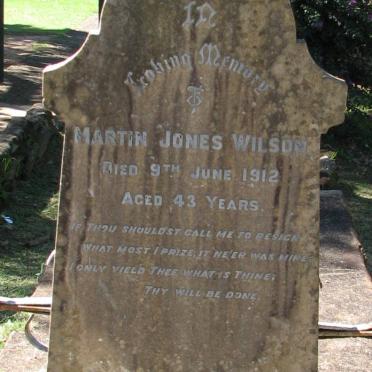 In
Loving Memory
of
MARTIN JONES WILSON
DIED 9TH JUNE 1912
AGED 43 YEARS.
IF THOU SHOULDST CALL ME TO RESIGN
WHAT MOST I PRIZE, IT NE'ER WAS MINE
I ONLY YIELD THEE WHAT IS THINE;
THY WILL BE DONE.